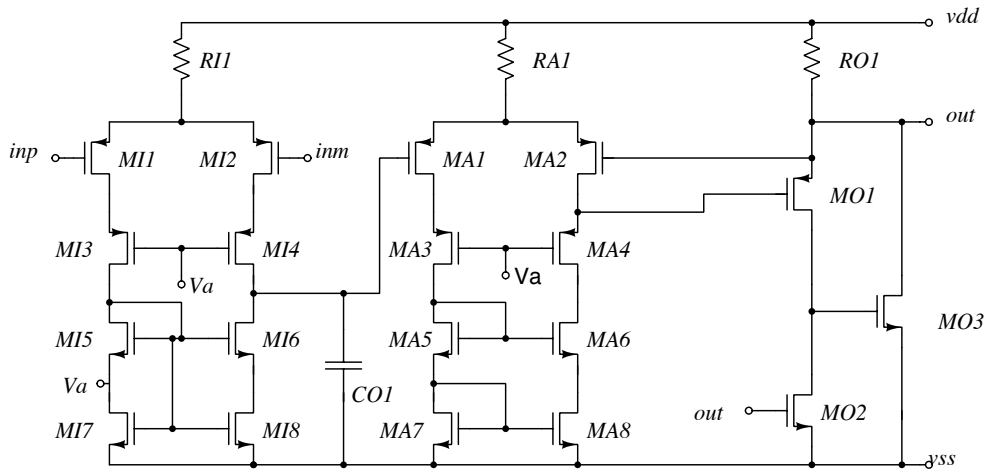 vdd
RI1 RA1 RO1
out
inp MI1 MI2 inm MA1 MA2
MO1
MI3 MI4 MA3 MA4
Va Va
MO3
MI5 MI6 MA5 MA6
Va CO1
out MO2
MI7 MI8 MA7 MA8
vss